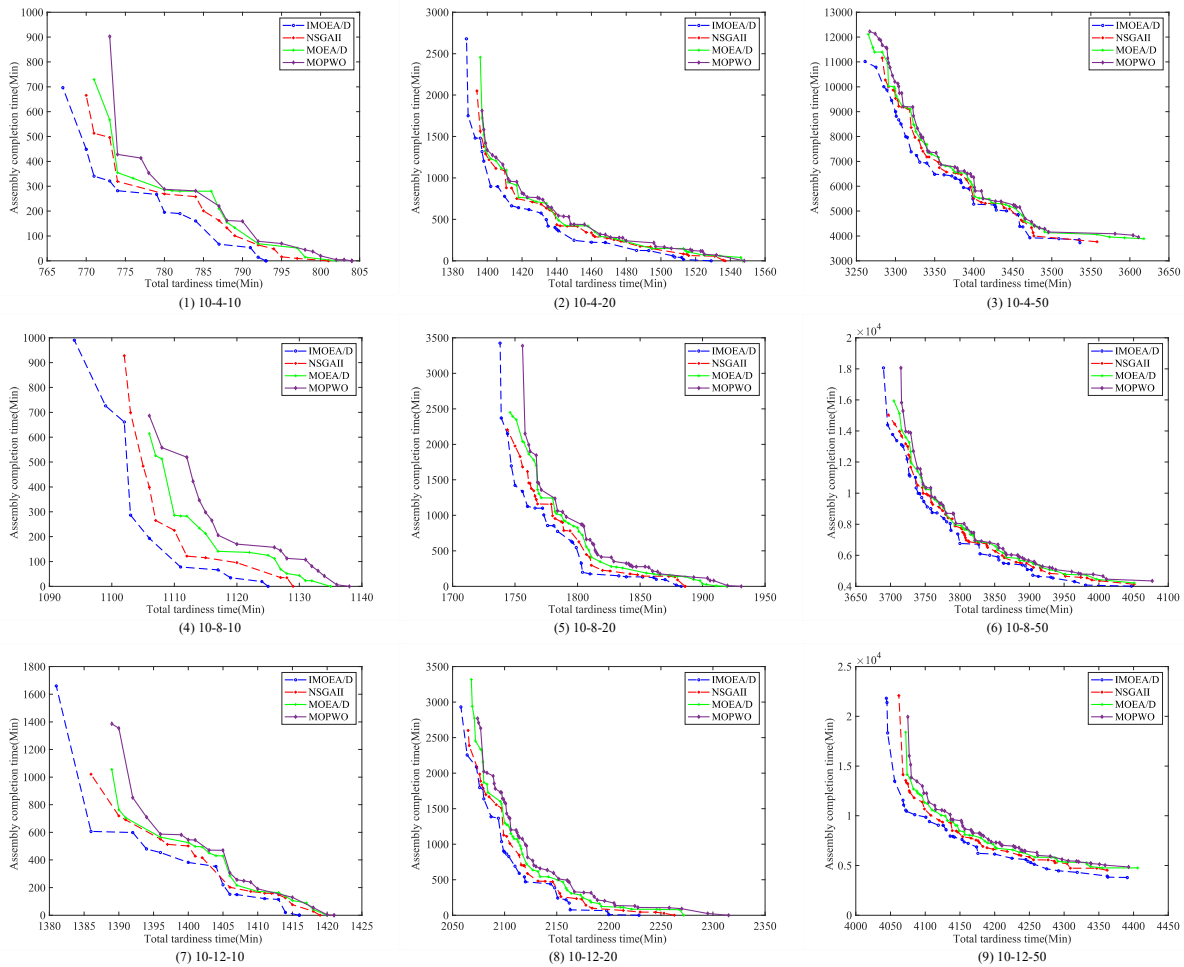 Assembly completion time(Min)
1000
900
800
700
600
500
400
300
200
100
0
IMOEA/D
NSGAII
MOEA/D
MOPWO
765 770 775 780 785 790 795 800 805
Total tardiness time(Min)
(1) 10-4-10
Assembly completion time(Min)
3000
2500
2000
1500
1000
500
0
IMOEA/D
NSGAII
MOEA/D
MOPWO
1380 1400 1420 1440 1460 1480 1500 1520 1540 1560
Total tardiness time(Min)
(2) 10-4-20
Assembly completion time(Min)
13000
12000
11000
10000
9000
8000
7000
6000
5000
4000
3000
IMOEA/D
NSGAII
MOEA/D
MOPWO
3250 3300 3350 3400 3450 3500 3550 3600 3650
Total tardiness time(Min)
(3) 10-4-50
Assembly completion time(Min)
1000
900
800
700
600
500
400
300
200
100
0
IMOEA/D
NSGAII
MOEA/D
MOPWO
1090 1100 1110 1120 1130 1140
Total tardiness time(Min)
(4) 10-8-10
Assembly completion time(Min)
3500
3000
2500
2000
1500
1000
500
0
IMOEA/D
NSGAII
MOEA/D
MOPWO
1700 1750 1800 1850 1900 1950
Total tardiness time(Min)
(5) 10-8-20
Assembly completion time(Min)
×10⁴
2
1.8
1.6
1.4
1.2
1
0.8
0.6
0.4
IMOEA/D
NSGAII
MOEA/D
MOPWO
3650 3700 3750 3800 3850 3900 3950 4000 4050 4100
Total tardiness time(Min)
(6) 10-8-50
Assembly completion time(Min)
1800
1600
1400
1200
1000
800
600
400
200
0
IMOEA/D
NSGAII
MOEA/D
MOPWO
1380 1385 1390 1395 1400 1405 1410 1415 1420 1425
Total tardiness time(Min)
(7) 10-12-10
Assembly completion time(Min)
3500
3000
2500
2000
1500
1000
500
0
IMOEA/D
NSGAII
MOEA/D
MOPWO
2050 2100 2150 2200 2250 2300 2350
Total tardiness time(Min)
(8) 10-12-20
Assembly completion time(Min)
×10⁴
2.5
2
1.5
1
0.5
0
IMOEA/D
NSGAII
MOEA/D
MOPWO
4000 4050 4100 4150 4200 4250 4300 4350 4400 4450
Total tardiness time(Min)
(9) 10-12-50